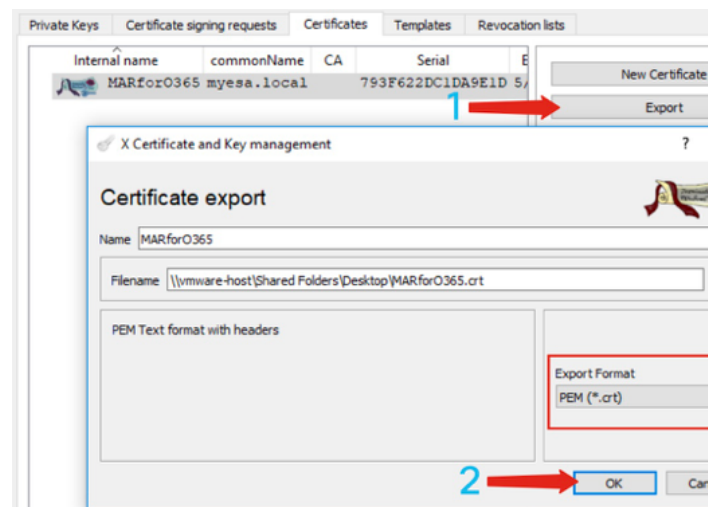 Private Keys Certificate signing requests Certificates Templates Revocation lists
Internal name commonName CA Serial E
MARforO365 myesa.local 793F622DC1DA9E1D 5/
New Certificate
1
Export
X Certificate and Key management ?
Certificate export
Name MARforO365
Filename \\vmware-host\Shared Folders\Desktop\MARforO365.crt
PEM Text format with headers
Export Format
PEM (*.crt)
2
OK Can